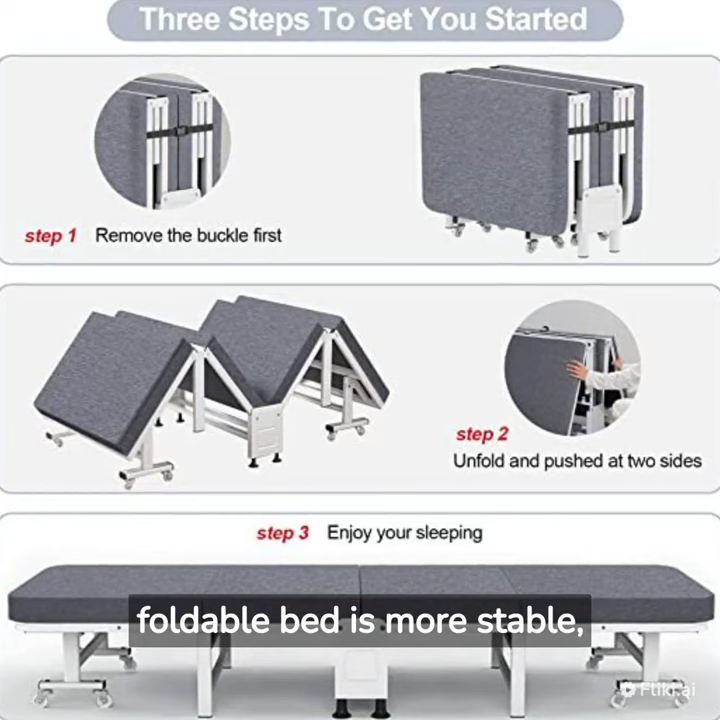 Three Steps To Get You Started
step 1 Remove the buckle first
step 2
Unfold and pushed at two sides
step 3 Enjoy your sleeping
foldable bed is more stable,
Fliki.ai